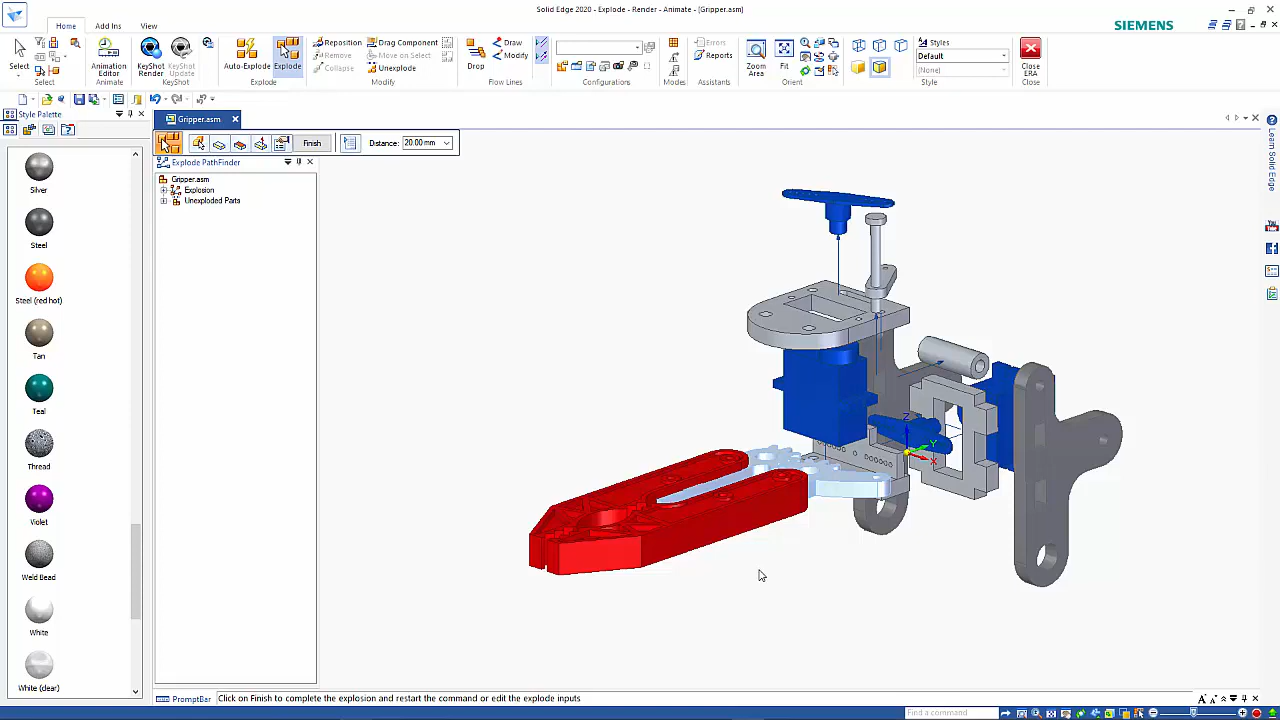 Solid Edge 2020 - Explode - Render - Animate - [Gripper.asm]
Home Add Ins View
SIEMENS
Select
Animation Editor
KeyShot Render
KeyShot Update
Auto-Explode
Explode
Reposition
Remove
Collapse
Drag Component
Move on Select
Unexplode
Drop
Draw
Modify
Errors
Reports
Zoom Area
Fit
Styles
Default
(None)
Close ERA
Select Animate KeyShot Explode Modify Flow Lines Configurations Modes Assistants Orient Style Close
Style Palette
Gripper.asm
Finish
Distance: 20.00 mm
Explode PathFinder
Gripper.asm
Explosion
Unexploded Parts
Silver
Steel
Steel (red hot)
Tan
Teal
Thread
Violet
Weld Bead
White
White (clear)
Z
Y
X
Learn Solid Edge
You
PromptBar
Click on Finish to complete the explosion and restart the command or edit the explode inputs
Find a command